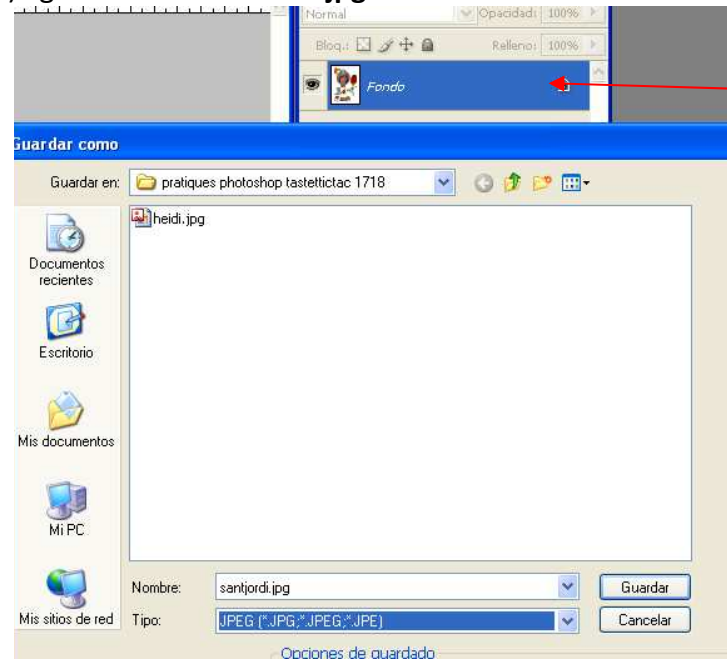 jpg
Normal Opacidad: 100%
Bloq.: Relleno: 100%
Fondo
Guardar como
Guardar en: pratiques photoshop tastettictac 1718
heidi.jpg
Documentos
recientes
Escritorio
Mis documentos
Mi PC
Mis sitios de red
Nombre: santjordi.jpg Guardar
Tipo: JPEG (*.JPG;*.JPEG;*.JPE) Cancelar
Opciones de guardado